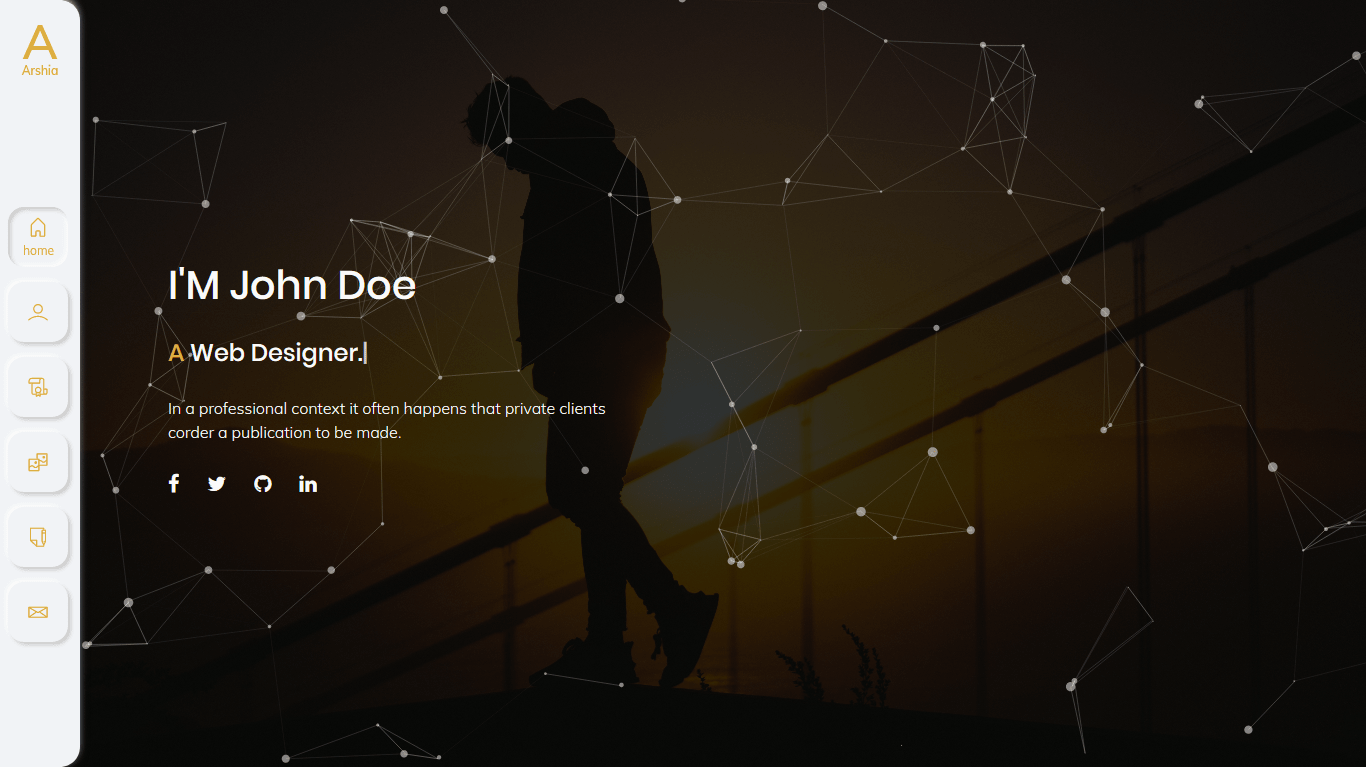 A
Arshia
home
I'M John Doe
A Web Designer.|
In a professional context it often happens that private clients
corder a publication to be made.